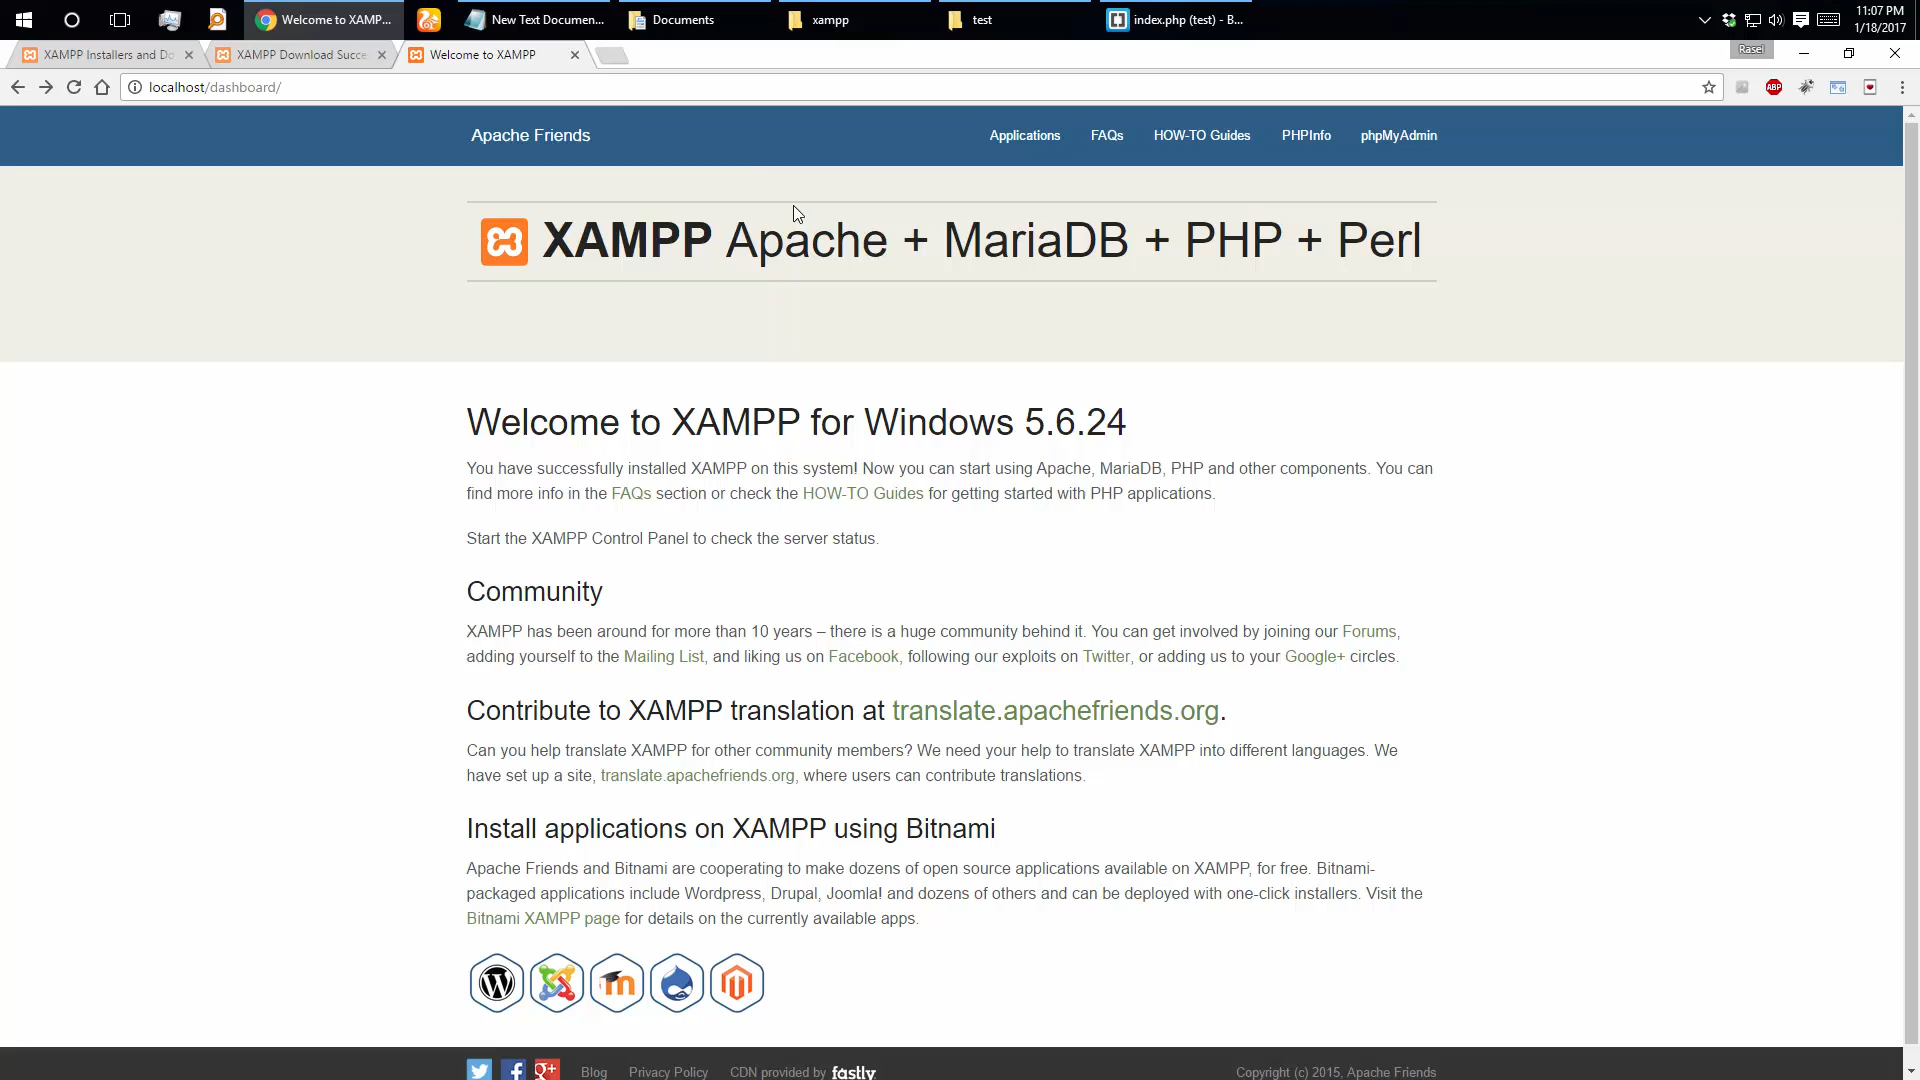 Welcome to XAMP...
New Text Documen...
Documents
xampp
test
index.php (test) - B...
11:07 PM
1/18/2017
XAMPP Installers and Do
XAMPP Download Succe
Welcome to XAMPP
Rasel
localhost/dashboard/
ABP
Apache Friends
Applications
FAQs
HOW-TO Guides
PHPInfo
phpMyAdmin
XAMPP Apache + MariaDB + PHP + Perl
Welcome to XAMPP for Windows 5.6.24
You have successfully installed XAMPP on this system! Now you can start using Apache, MariaDB, PHP and other components. You can
find more info in the FAQs section or check the HOW-TO Guides for getting started with PHP applications.
Start the XAMPP Control Panel to check the server status.
Community
XAMPP has been around for more than 10 years – there is a huge community behind it. You can get involved by joining our Forums,
adding yourself to the Mailing List, and liking us on Facebook, following our exploits on Twitter, or adding us to your Google+ circles.
Contribute to XAMPP translation at translate.apachefriends.org.
Can you help translate XAMPP for other community members? We need your help to translate XAMPP into different languages. We
have set up a site, translate.apachefriends.org, where users can contribute translations.
Install applications on XAMPP using Bitnami
Apache Friends and Bitnami are cooperating to make dozens of open source applications available on XAMPP, for free. Bitnami-
packaged applications include Wordpress, Drupal, Joomla! and dozens of others and can be deployed with one-click installers. Visit the
Bitnami XAMPP page for details on the currently available apps.
Blog
Privacy Policy
CDN provided by fastly
Copyright (c) 2015, Apache Friends